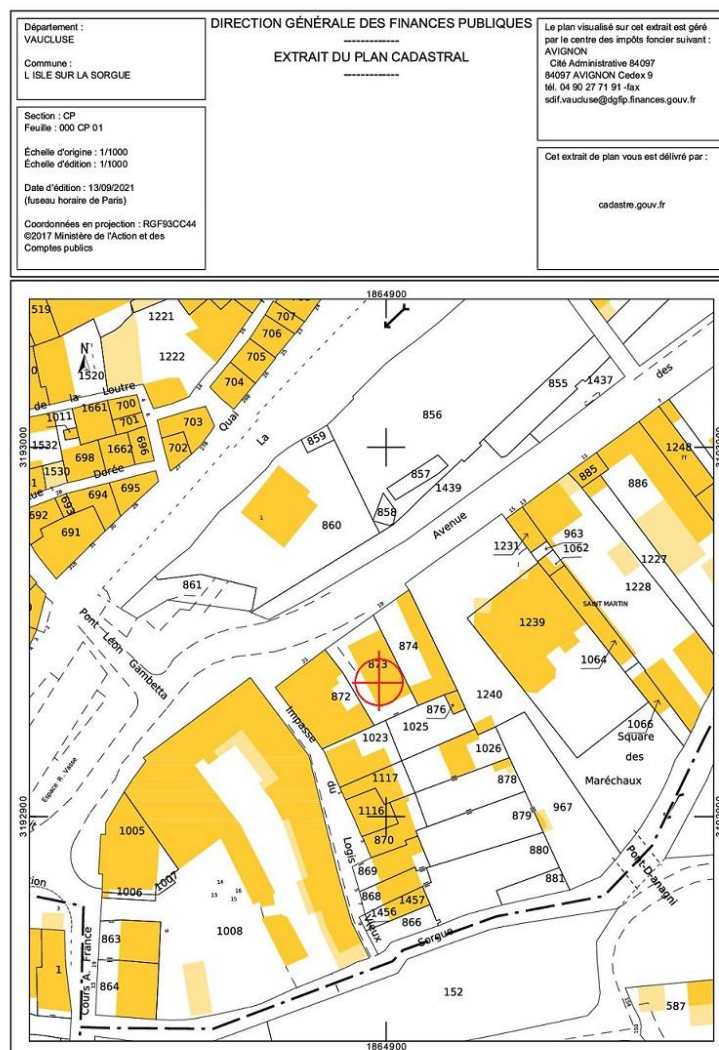 Département :
VAUCLUSE
Commune :
L ISLE SUR LA SORGUE
Section : CP
Feuille : 000 CP 01
Échelle d'origine : 1/1000
Échelle d'édition : 1/1000
Date d'édition : 13/09/2021
(fuseau horaire de Paris)
Coordonnées en projection : RGF93CC44
©2017 Ministère de l'Action et des
Comptes publics
DIRECTION GÉNÉRALE DES FINANCES PUBLIQUES
-------------
EXTRAIT DU PLAN CADASTRAL
-------------
Le plan visualisé sur cet extrait est géré
par le centre des impôts foncier suivant :
AVIGNON
Cité Administrative 84097
84097 AVIGNON Cedex 9
tél. 04 90 27 71 91 -fax
sdif.vaucluse@dgfip.finances.gouv.fr
Cet extrait de plan vous est délivré par :
cadastre.gouv.fr
1864900
519
1221
1222
707
706
705
704
N
1520
de la Loutre
1011
1661
700
701
703
702
696
1532
698
1662
1530
Dorée
692
693
694
695
691
Quai
La
859
856
855
1437
des
857
1439
858
860
861
Avenue
3193000
3193000
1248
885
886
1231
963
1062
1227
1228
SAINT MARTIN
1239
1064
1066
Pont Léon Gambetta
873
874
872
876
1240
1023
1025
1026
Impasse du Logis Vieux
1117
1116
870
869
868
1456
1457
866
878
879
880
881
967
Square
des
Maréchaux
Espace R. Vasse
3192900
3192900
1005
1006
1007
1008
863
864
Cours A. France
1
Sorgue
152
587
1864900